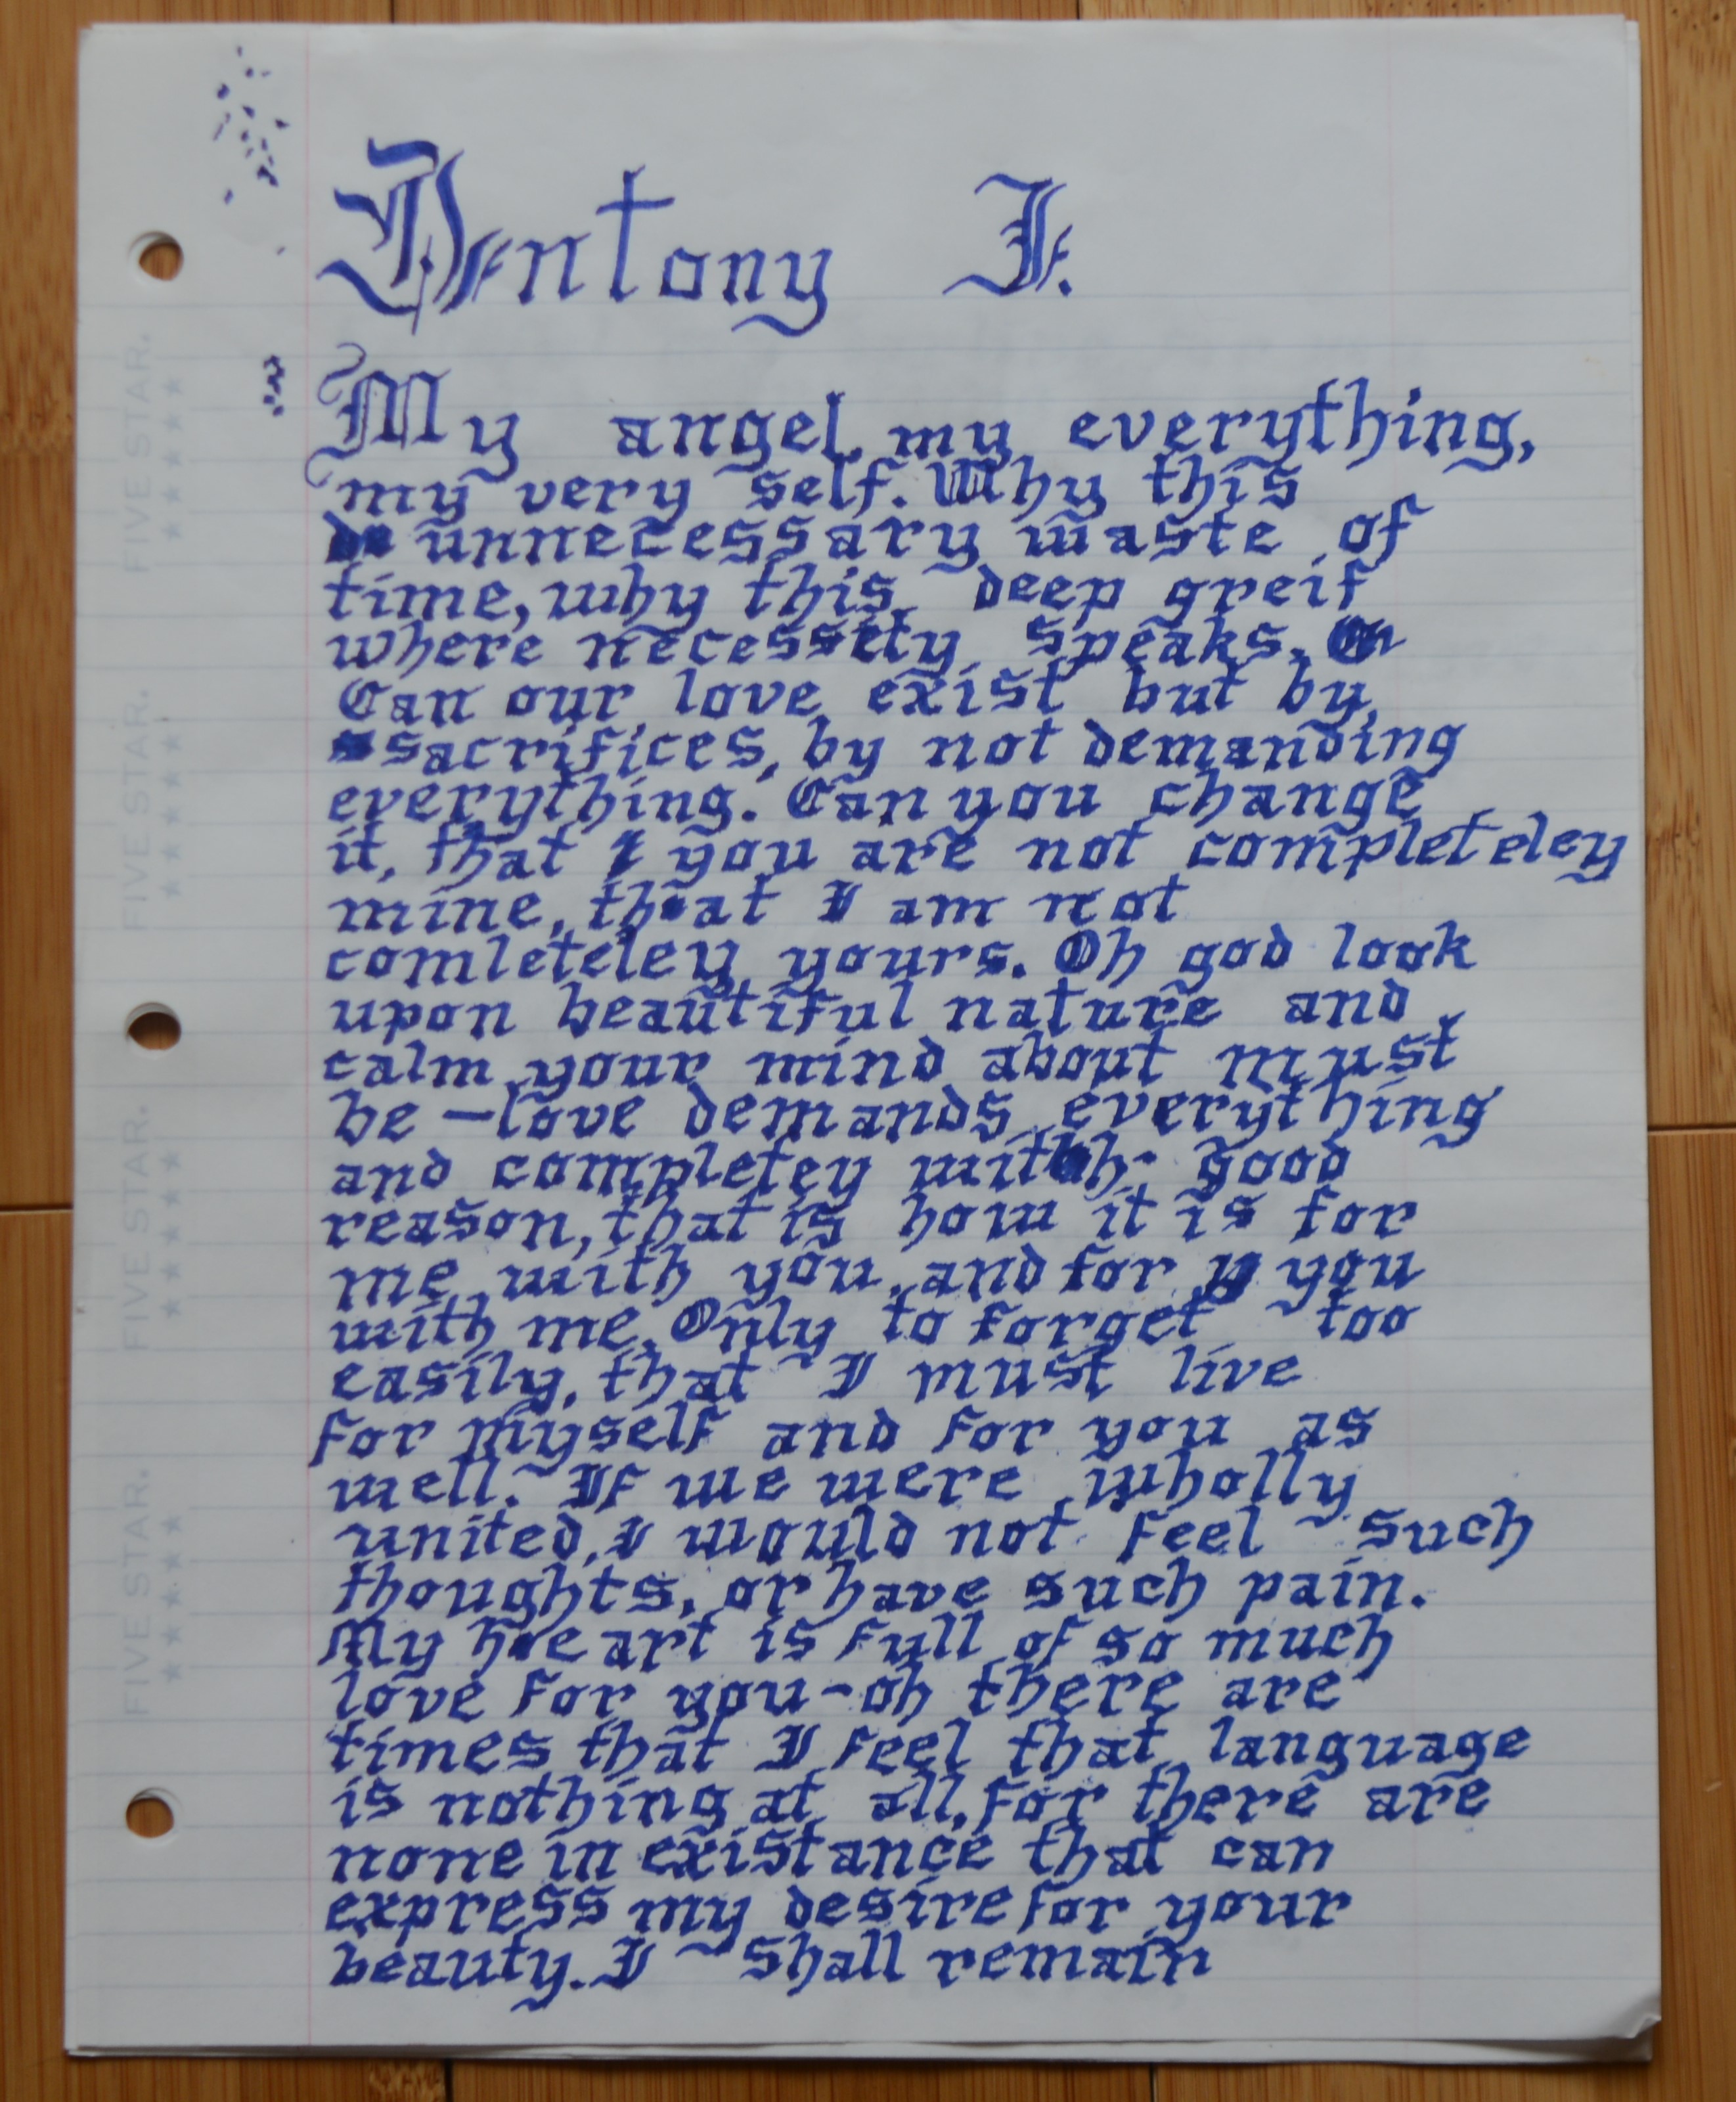 Antony F.
My angel, my everything,
my very self. Why this
unnecessary waste of
time, why this deep greif
where necessity speaks.
Can our love exist but by
sacrifices, by not demanding
everything. Can you change
it, that you are not completeley
mine, that I am not
comleteley yours. Oh god look
upon beautiful nature and
calm your mind about must
be - love demands everything
and completey with good
reason, that is how it is for
me with you, and for you
with me. Only to forget too
easily, that I must live
for myself and for you as
well. If we were wholly
united, I would not feel such
thoughts, or have such pain.
My heart is full of so much
love for you - oh there are
times that I feel that language
is nothing at all, for there are
none in existance that can
express my desire for your
beauty. I shall remain
FIVE STAR.
FIVE STAR.
FIVE STAR.
FIVE STAR.